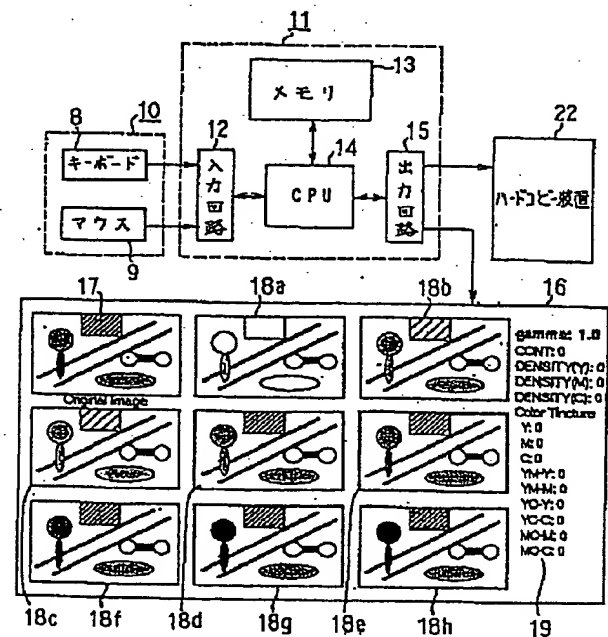 11
13
メモリ
8
10
12
14
15
22
キーボード
入力回路
CPU
出力回路
ハードコピー装置
マウス
9
17
18a
18b
16
Original Image
gamma: 1.0
CONT: 0
DENSITY(Y): 0
DENSITY(M): 0
DENSITY(C): 0
Color Tincture
Y: 0
M: 0
C: 0
YM-Y: 0
YM-M: 0
YC-Y: 0
YC-C: 0
MC-M: 0
MC-C: 0
18c
18f
18d
18g
18e
18h
19